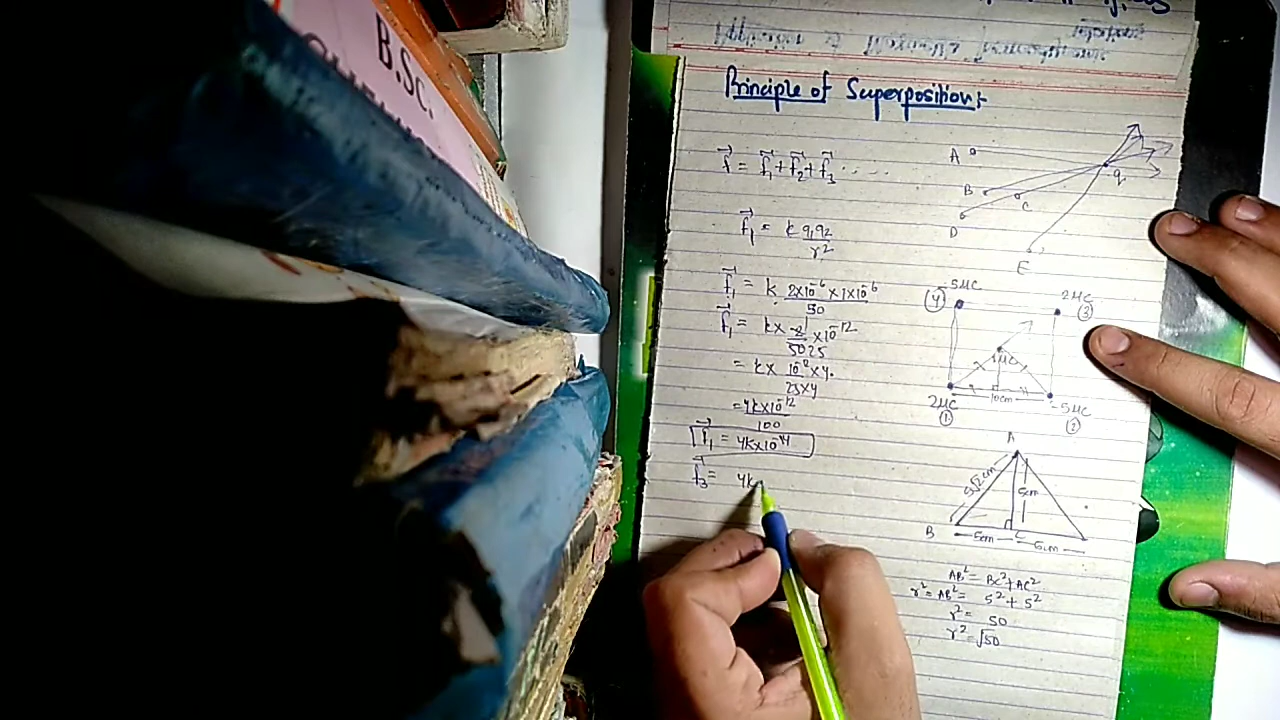 B.SC.
Principle of Superposition:-
f = f1 + f2 + f3 .....
A
B
C
D
E
q
f1 = k q1q2 / r²
f1 = k 2×10⁻⁶ × 1×10⁻⁶ / 50
f1 = k × 2 / 50 25 × 10⁻¹²
= k × 10⁻¹² × 4 / 25×4
= 4k×10⁻¹² / 100
f1 = 4k×10⁻¹⁴
f3 = 4k
-5μC
④
2μC
③
1μC
10cm
2μC
①
-5μC
②
A
5√2cm
5cm
B
5cm
C
5cm
AB² = BC² + AC²
r² = AB² = 5² + 5²
r² = 50
r² = √50